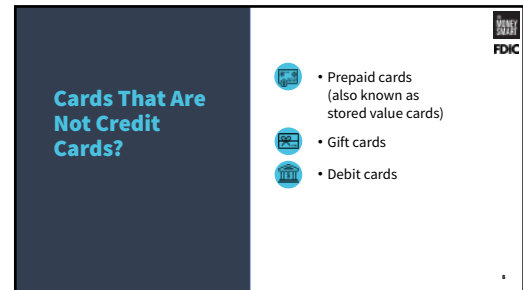 MONEY
SMART
FDIC
Cards That Are
Not Credit
Cards?
• Prepaid cards
(also known as
stored value cards)
• Gift cards
• Debit cards